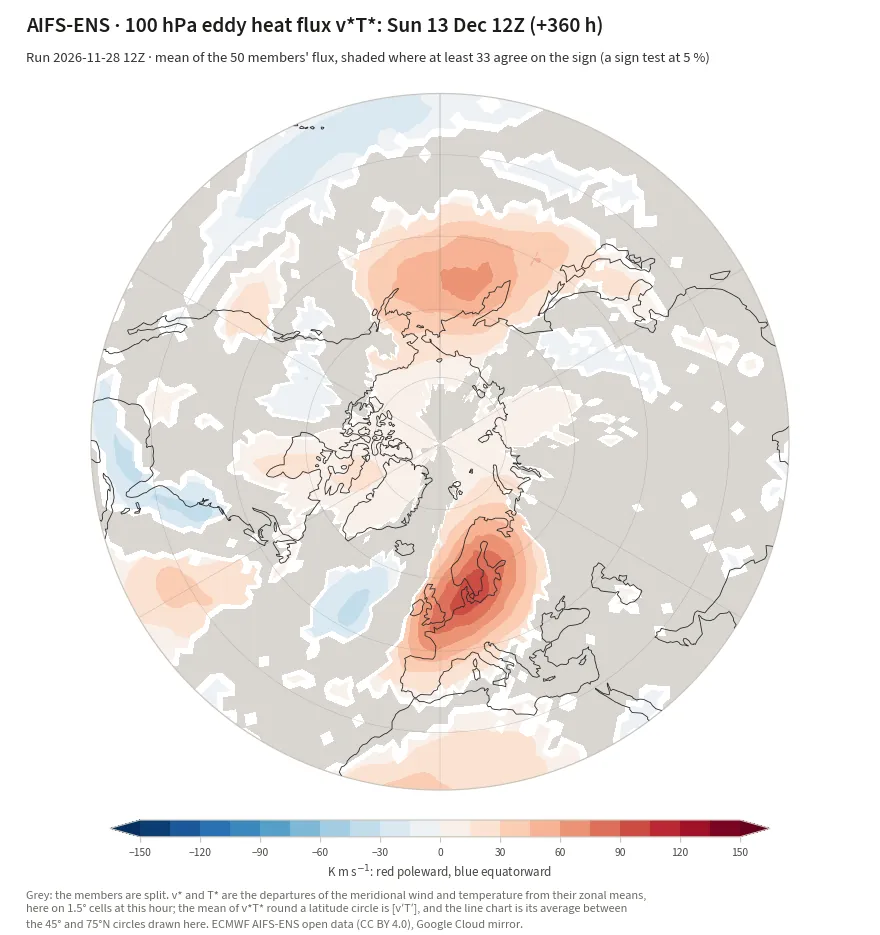 AIFS-ENS · 100 hPa eddy heat flux v*T*: Sun 13 Dec 12Z (+360 h)
Run 2026-11-28 12Z · mean of the 50 members' flux, shaded where at least 33 agree on the sign (a sign test at 5 %)
−150 −120 −90 −60 −30 0 30 60 90 120 150
K m s⁻¹: red poleward, blue equatorward
Grey: the members are split. v* and T* are the departures of the meridional wind and temperature from their zonal means,
here on 1.5° cells at this hour; the mean of v*T* round a latitude circle is [v′T′], and the line chart is its average between
the 45° and 75°N circles drawn here. ECMWF AIFS-ENS open data (CC BY 4.0), Google Cloud mirror.